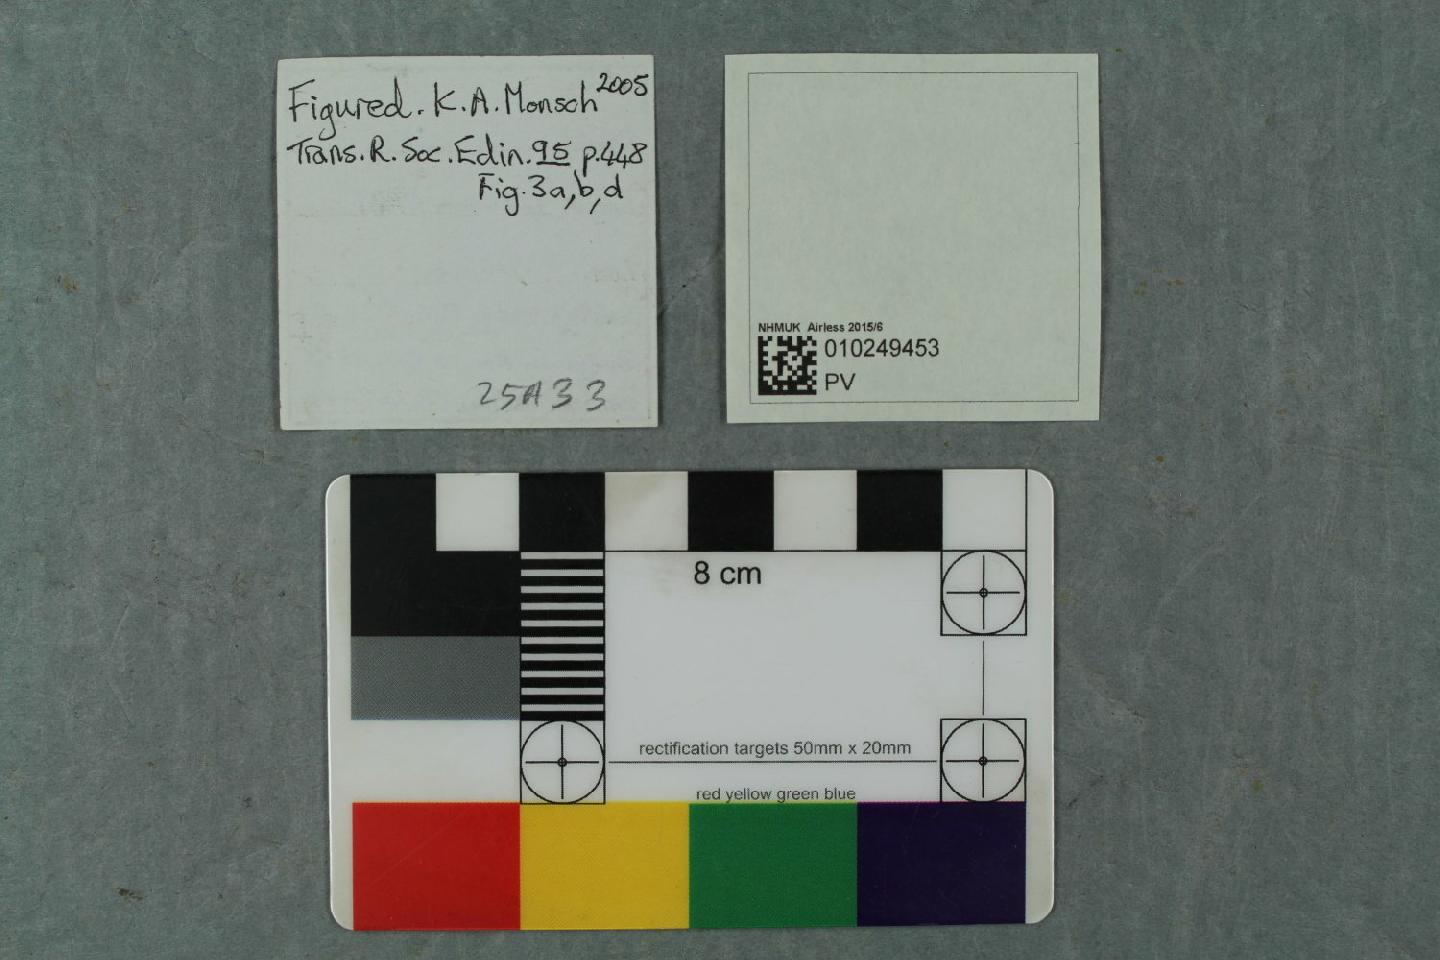 Figured. K. A. Monsch 2005
Trans. R. Soc. Edin. 95 p.448
Fig. 3a, b, d
25A33
NHMUK Airless 2015/6
010249453
PV
8 cm
rectification targets 50mm x 20mm
red yellow green blue